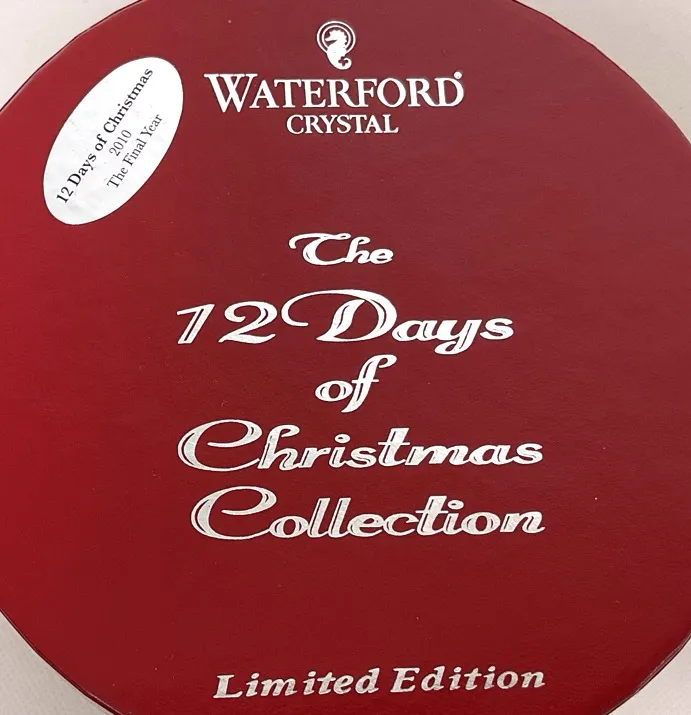 WATERFORD®
CRYSTAL
12 Days of Christmas
2010
The Final Year
The
12 Days
of
Christmas
Collection
Limited Edition